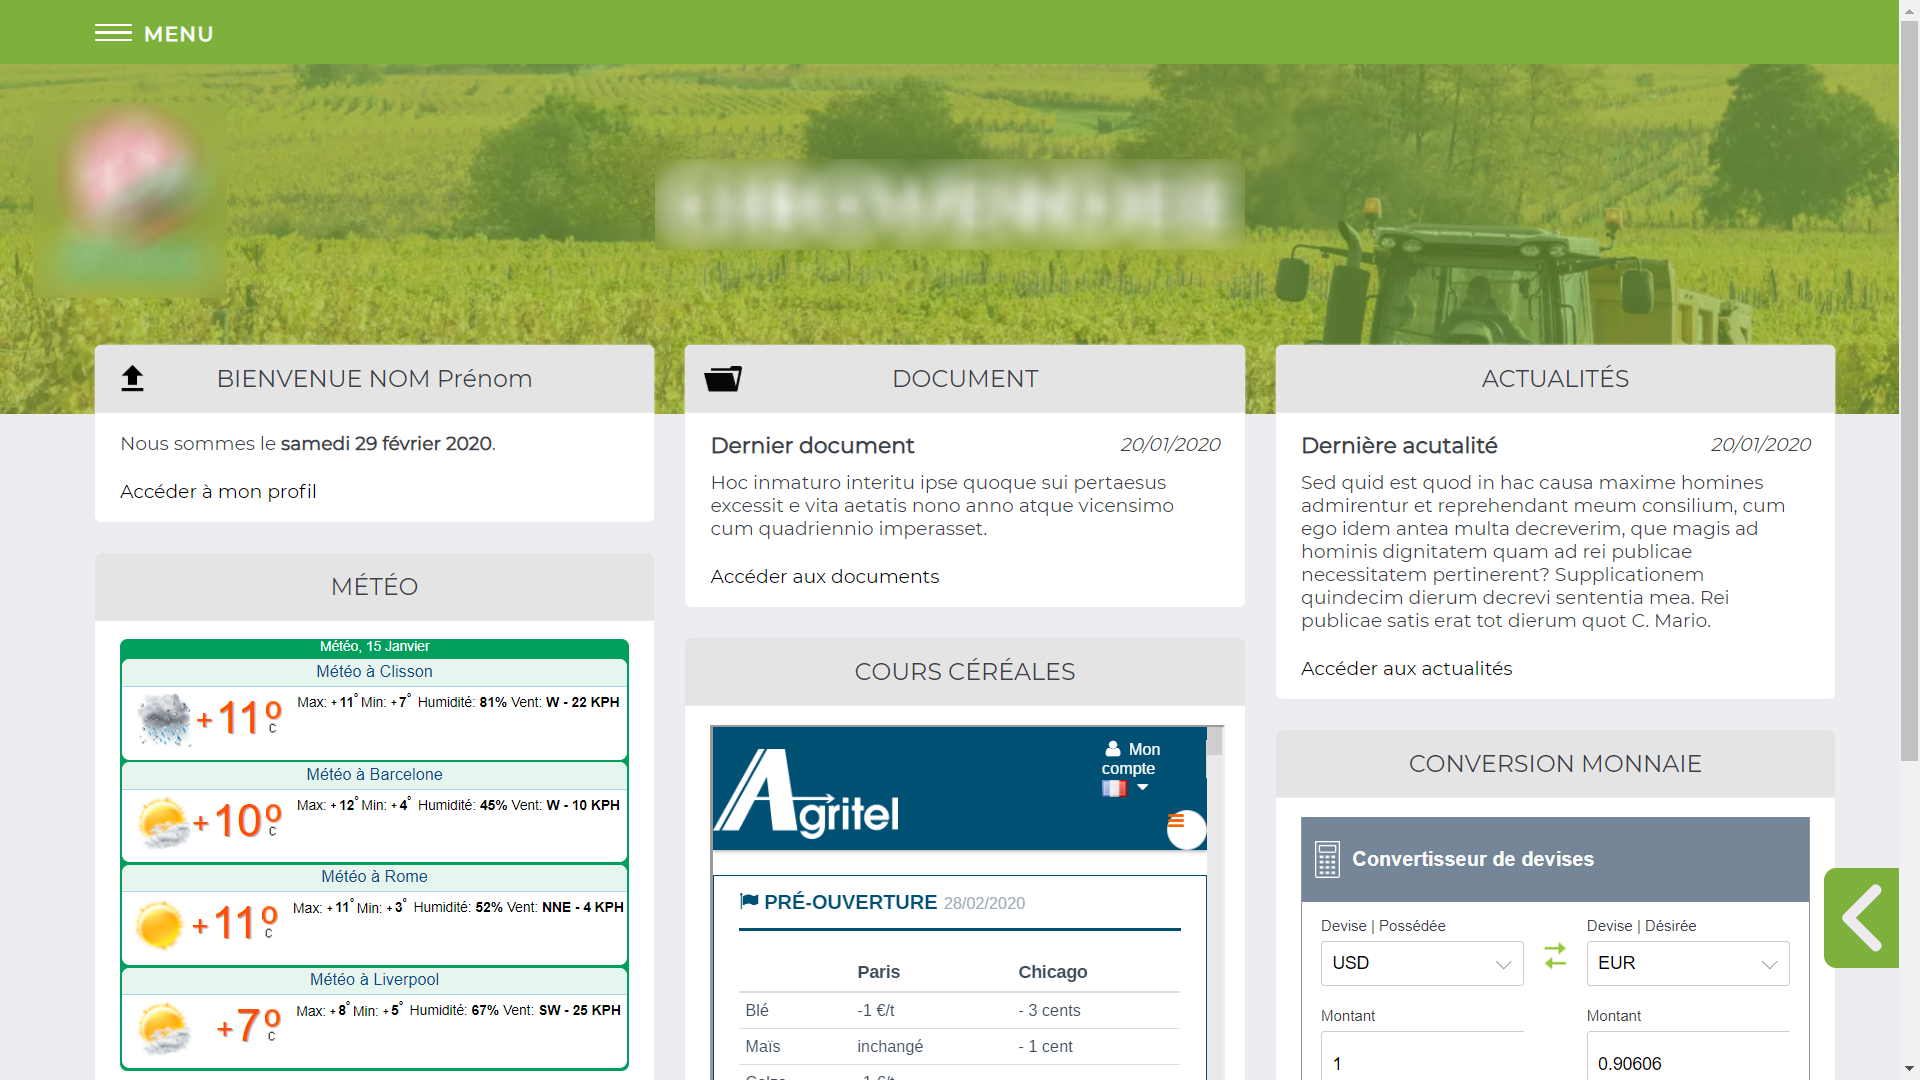 MENU
BIENVENUE NOM Prénom
Nous sommes le samedi 29 février 2020.
Accéder à mon profil
MÉTÉO
Météo, 15 Janvier
Météo à Clisson
+11° C
Max: +11° Min: +7° Humidité: 81% Vent: W - 22 KPH
Météo à Barcelone
+10° C
Max: +12° Min: +4° Humidité: 45% Vent: W - 10 KPH
Météo à Rome
+11° C
Max: +11° Min: +3° Humidité: 52% Vent: NNE - 4 KPH
Météo à Liverpool
+7° C
Max: +8° Min: +5° Humidité: 67% Vent: SW - 25 KPH
DOCUMENT
Dernier document 20/01/2020
Hoc inmaturo interitu ipse quoque sui pertaesus
excessit e vita aetatis nono anno atque vicensimo
cum quadriennio imperasset.
Accéder aux documents
COURS CÉRÉALES
Agritel
Mon
compte
PRÉ-OUVERTURE 28/02/2020
Paris Chicago
Blé -1 €/t - 3 cents
Maïs inchangé - 1 cent
ACTUALITÉS
Dernière acutalité 20/01/2020
Sed quid est quod in hac causa maxime homines
admirentur et reprehendant meum consilium, cum
ego idem antea multa decreverim, que magis ad
hominis dignitatem quam ad rei publicae
necessitatem pertinerent? Supplicationem
quindecim dierum decrevi sententia mea. Rei
publicae satis erat tot dierum quot C. Mario.
Accéder aux actualités
CONVERSION MONNAIE
Convertisseur de devises
Devise | Possédée Devise | Désirée
USD EUR
Montant Montant
1 0.90606